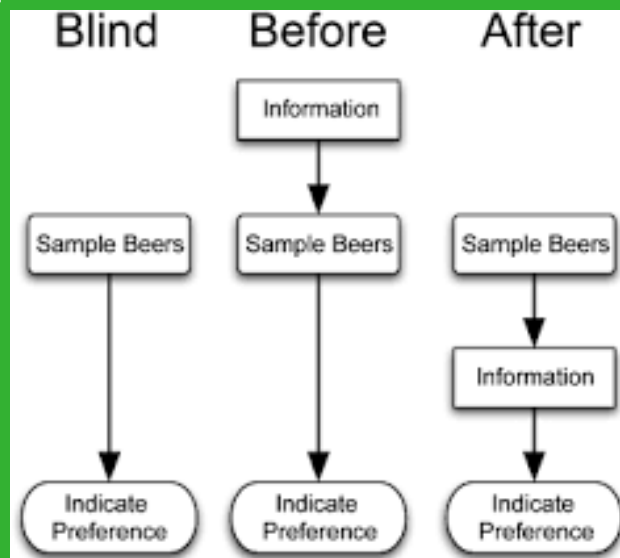 Blind
Before
After
Information
Sample Beers
Sample Beers
Sample Beers
Information
Indicate
Preference
Indicate
Preference
Indicate
Preference